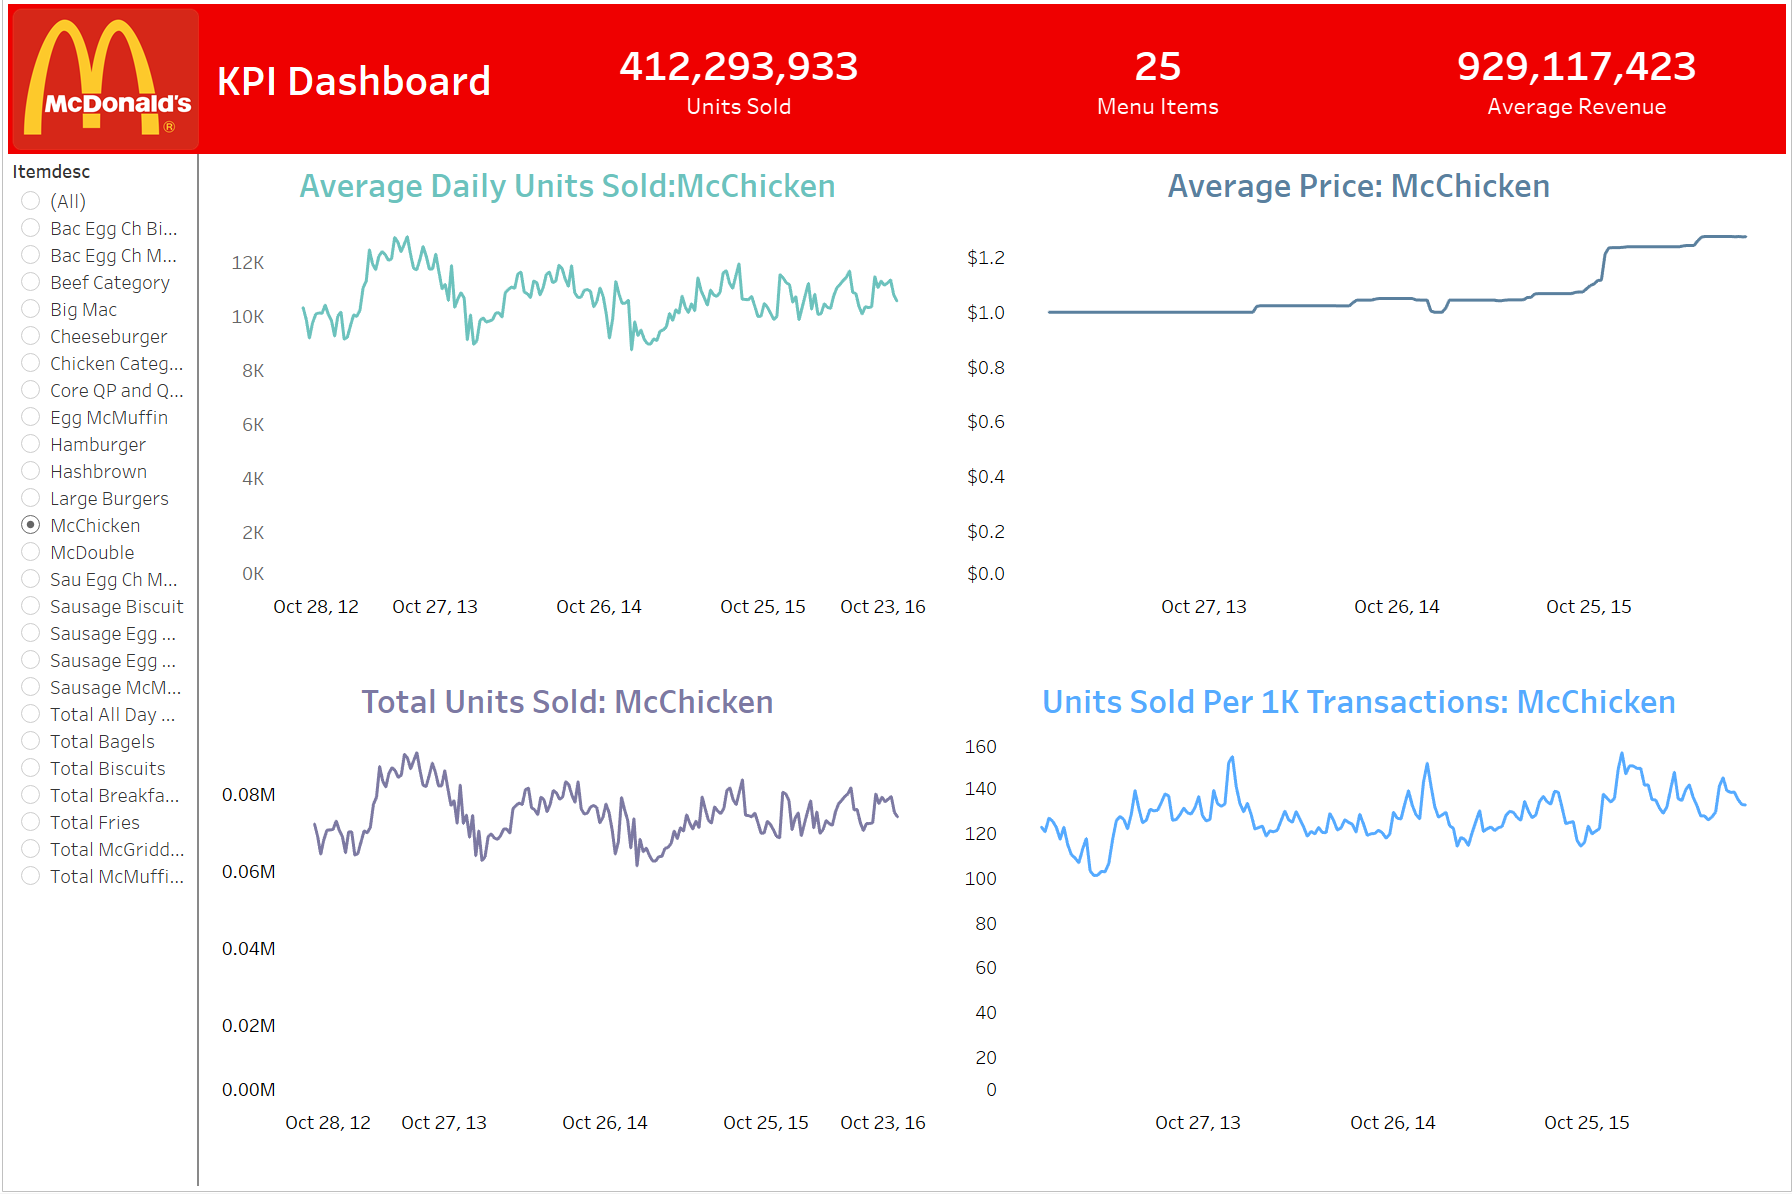 McDonald's
®
KPI Dashboard
412,293,933
Units Sold
25
Menu Items
929,117,423
Average Revenue
Itemdesc
(All)
Bac Egg Ch Bi...
Bac Egg Ch M...
Beef Category
Big Mac
Cheeseburger
Chicken Categ...
Core QP and Q...
Egg McMuffin
Hamburger
Hashbrown
Large Burgers
McChicken
McDouble
Sau Egg Ch M...
Sausage Biscuit
Sausage Egg ...
Sausage Egg ...
Sausage McM...
Total All Day ...
Total Bagels
Total Biscuits
Total Breakfa...
Total Fries
Total McGridd...
Total McMuffi...
Average Daily Units Sold:McChicken
12K
10K
8K
6K
4K
2K
0K
Oct 28, 12 Oct 27, 13 Oct 26, 14 Oct 25, 15 Oct 23, 16
Average Price: McChicken
$1.2
$1.0
$0.8
$0.6
$0.4
$0.2
$0.0
Oct 27, 13 Oct 26, 14 Oct 25, 15
Total Units Sold: McChicken
0.08M
0.06M
0.04M
0.02M
0.00M
Oct 28, 12 Oct 27, 13 Oct 26, 14 Oct 25, 15 Oct 23, 16
Units Sold Per 1K Transactions: McChicken
160
140
120
100
80
60
40
20
0
Oct 27, 13 Oct 26, 14 Oct 25, 15